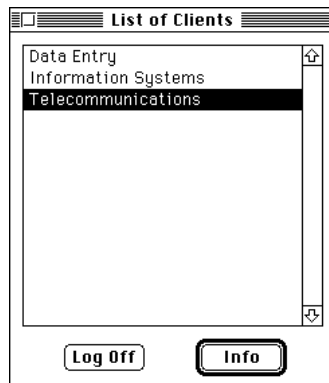 List of Clients
Data Entry
Information Systems
Telecommunications
Log Off
Info